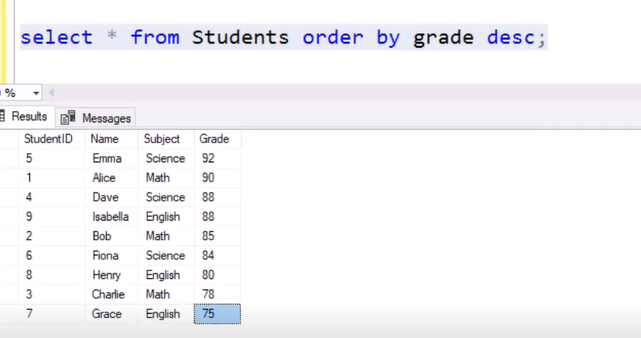 select * from Students order by grade desc;
%
Results Messages
StudentID Name Subject Grade
5 Emma Science 92
1 Alice Math 90
4 Dave Science 88
9 Isabella English 88
2 Bob Math 85
6 Fiona Science 84
8 Henry English 80
3 Charlie Math 78
7 Grace English 75